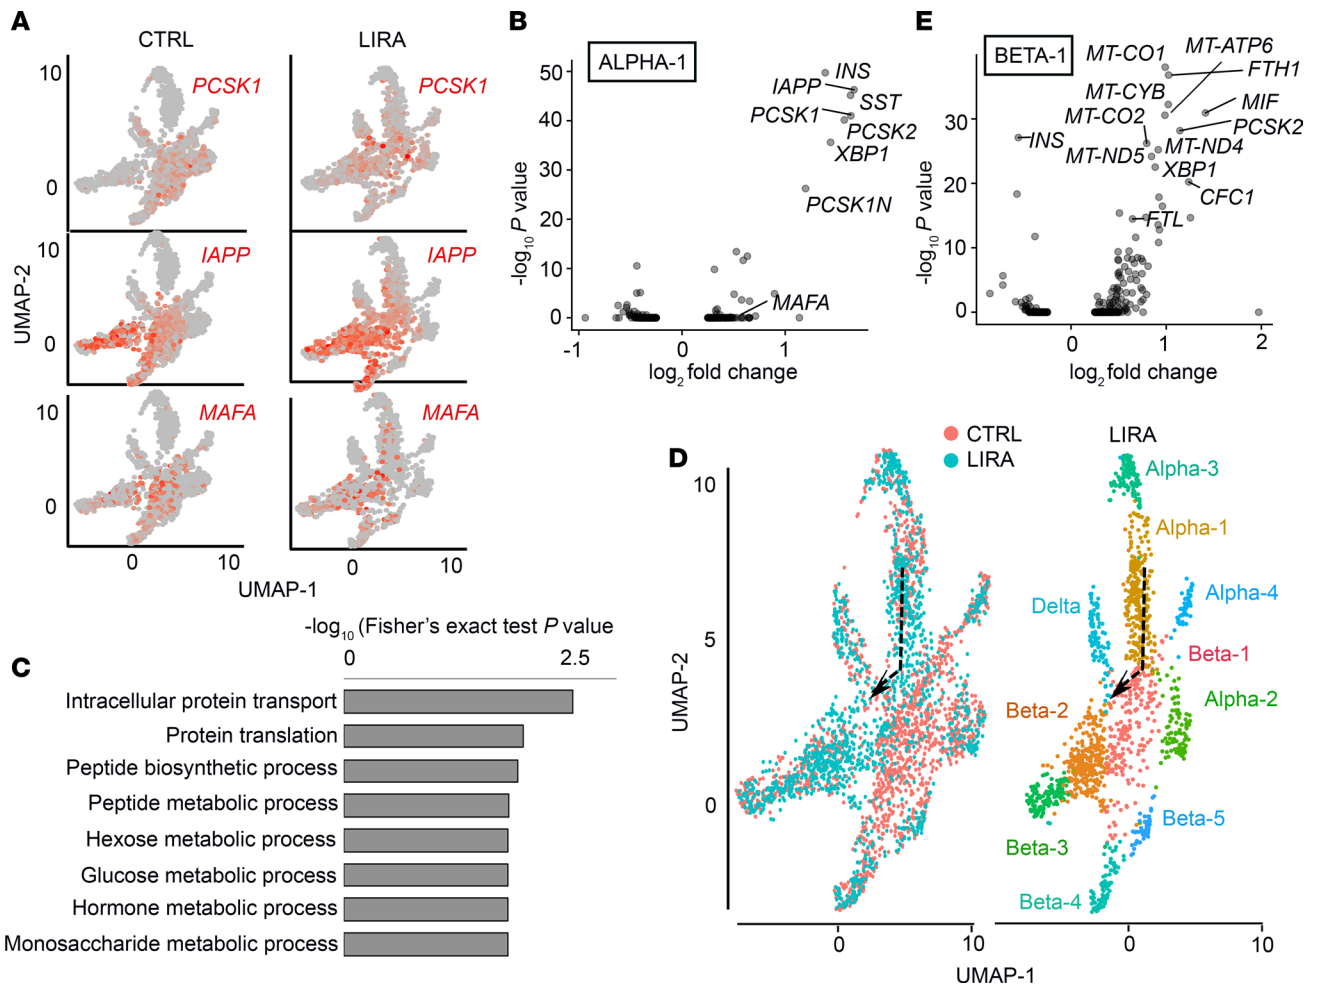 A
CTRL
LIRA
10
0
PCSK1
PCSK1
10
0
IAPP
IAPP
10
0
MAFA
MAFA
UMAP-2
0
10
0
10
UMAP-1
B
ALPHA-1
50
40
30
20
10
0
-log10 P value
INS
IAPP
SST
PCSK1
PCSK2
XBP1
PCSK1N
MAFA
-1
0
1
log2 fold change
E
BETA-1
30
20
10
0
-log10 P value
MT-CO1
MT-ATP6
FTH1
MT-CYB
MIF
MT-CO2
PCSK2
INS
MT-ND5
MT-ND4
XBP1
CFC1
FTL
0
1
2
log2 fold change
C
-log10 (Fisher's exact test P value
0
2.5
Intracellular protein transport
Protein translation
Peptide biosynthetic process
Peptide metabolic process
Hexose metabolic process
Glucose metabolic process
Hormone metabolic process
Monosaccharide metabolic process
D
CTRL
LIRA
LIRA
10
5
0
UMAP-2
Alpha-3
Alpha-1
Delta
Alpha-4
Beta-1
Beta-2
Alpha-2
Beta-5
Beta-3
Beta-4
0
10
0
10
UMAP-1